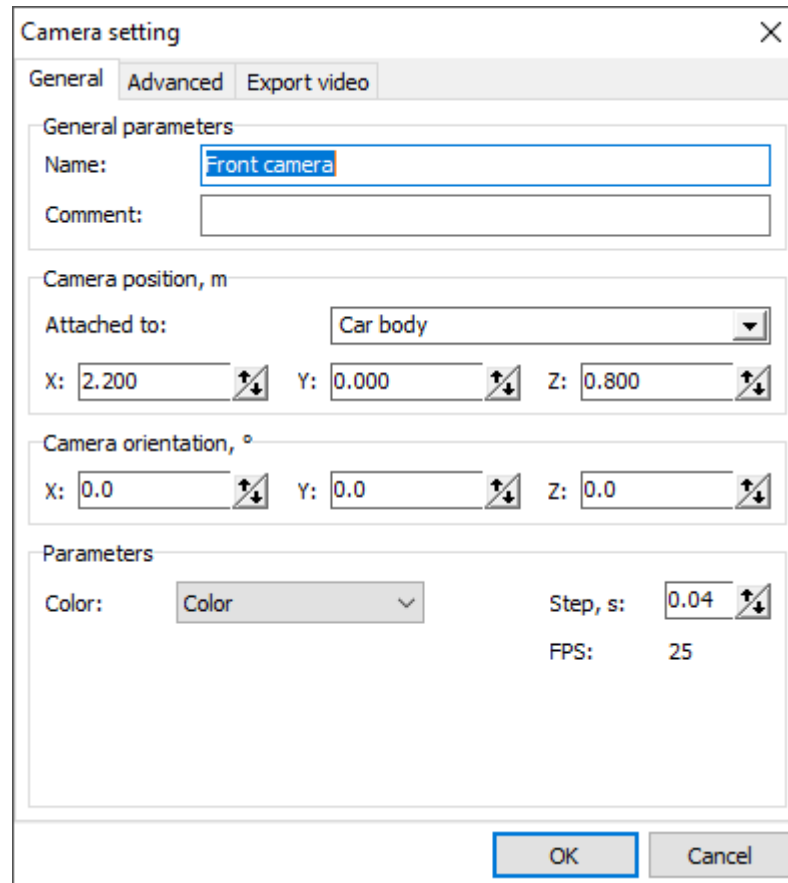 Camera setting
General Advanced Export video
General parameters
Name: Front camera
Comment:
Camera position, m
Attached to: Car body
X: 2.200 Y: 0.000 Z: 0.800
Camera orientation, °
X: 0.0 Y: 0.0 Z: 0.0
Parameters
Color: Color Step, s: 0.04
FPS: 25
OK Cancel